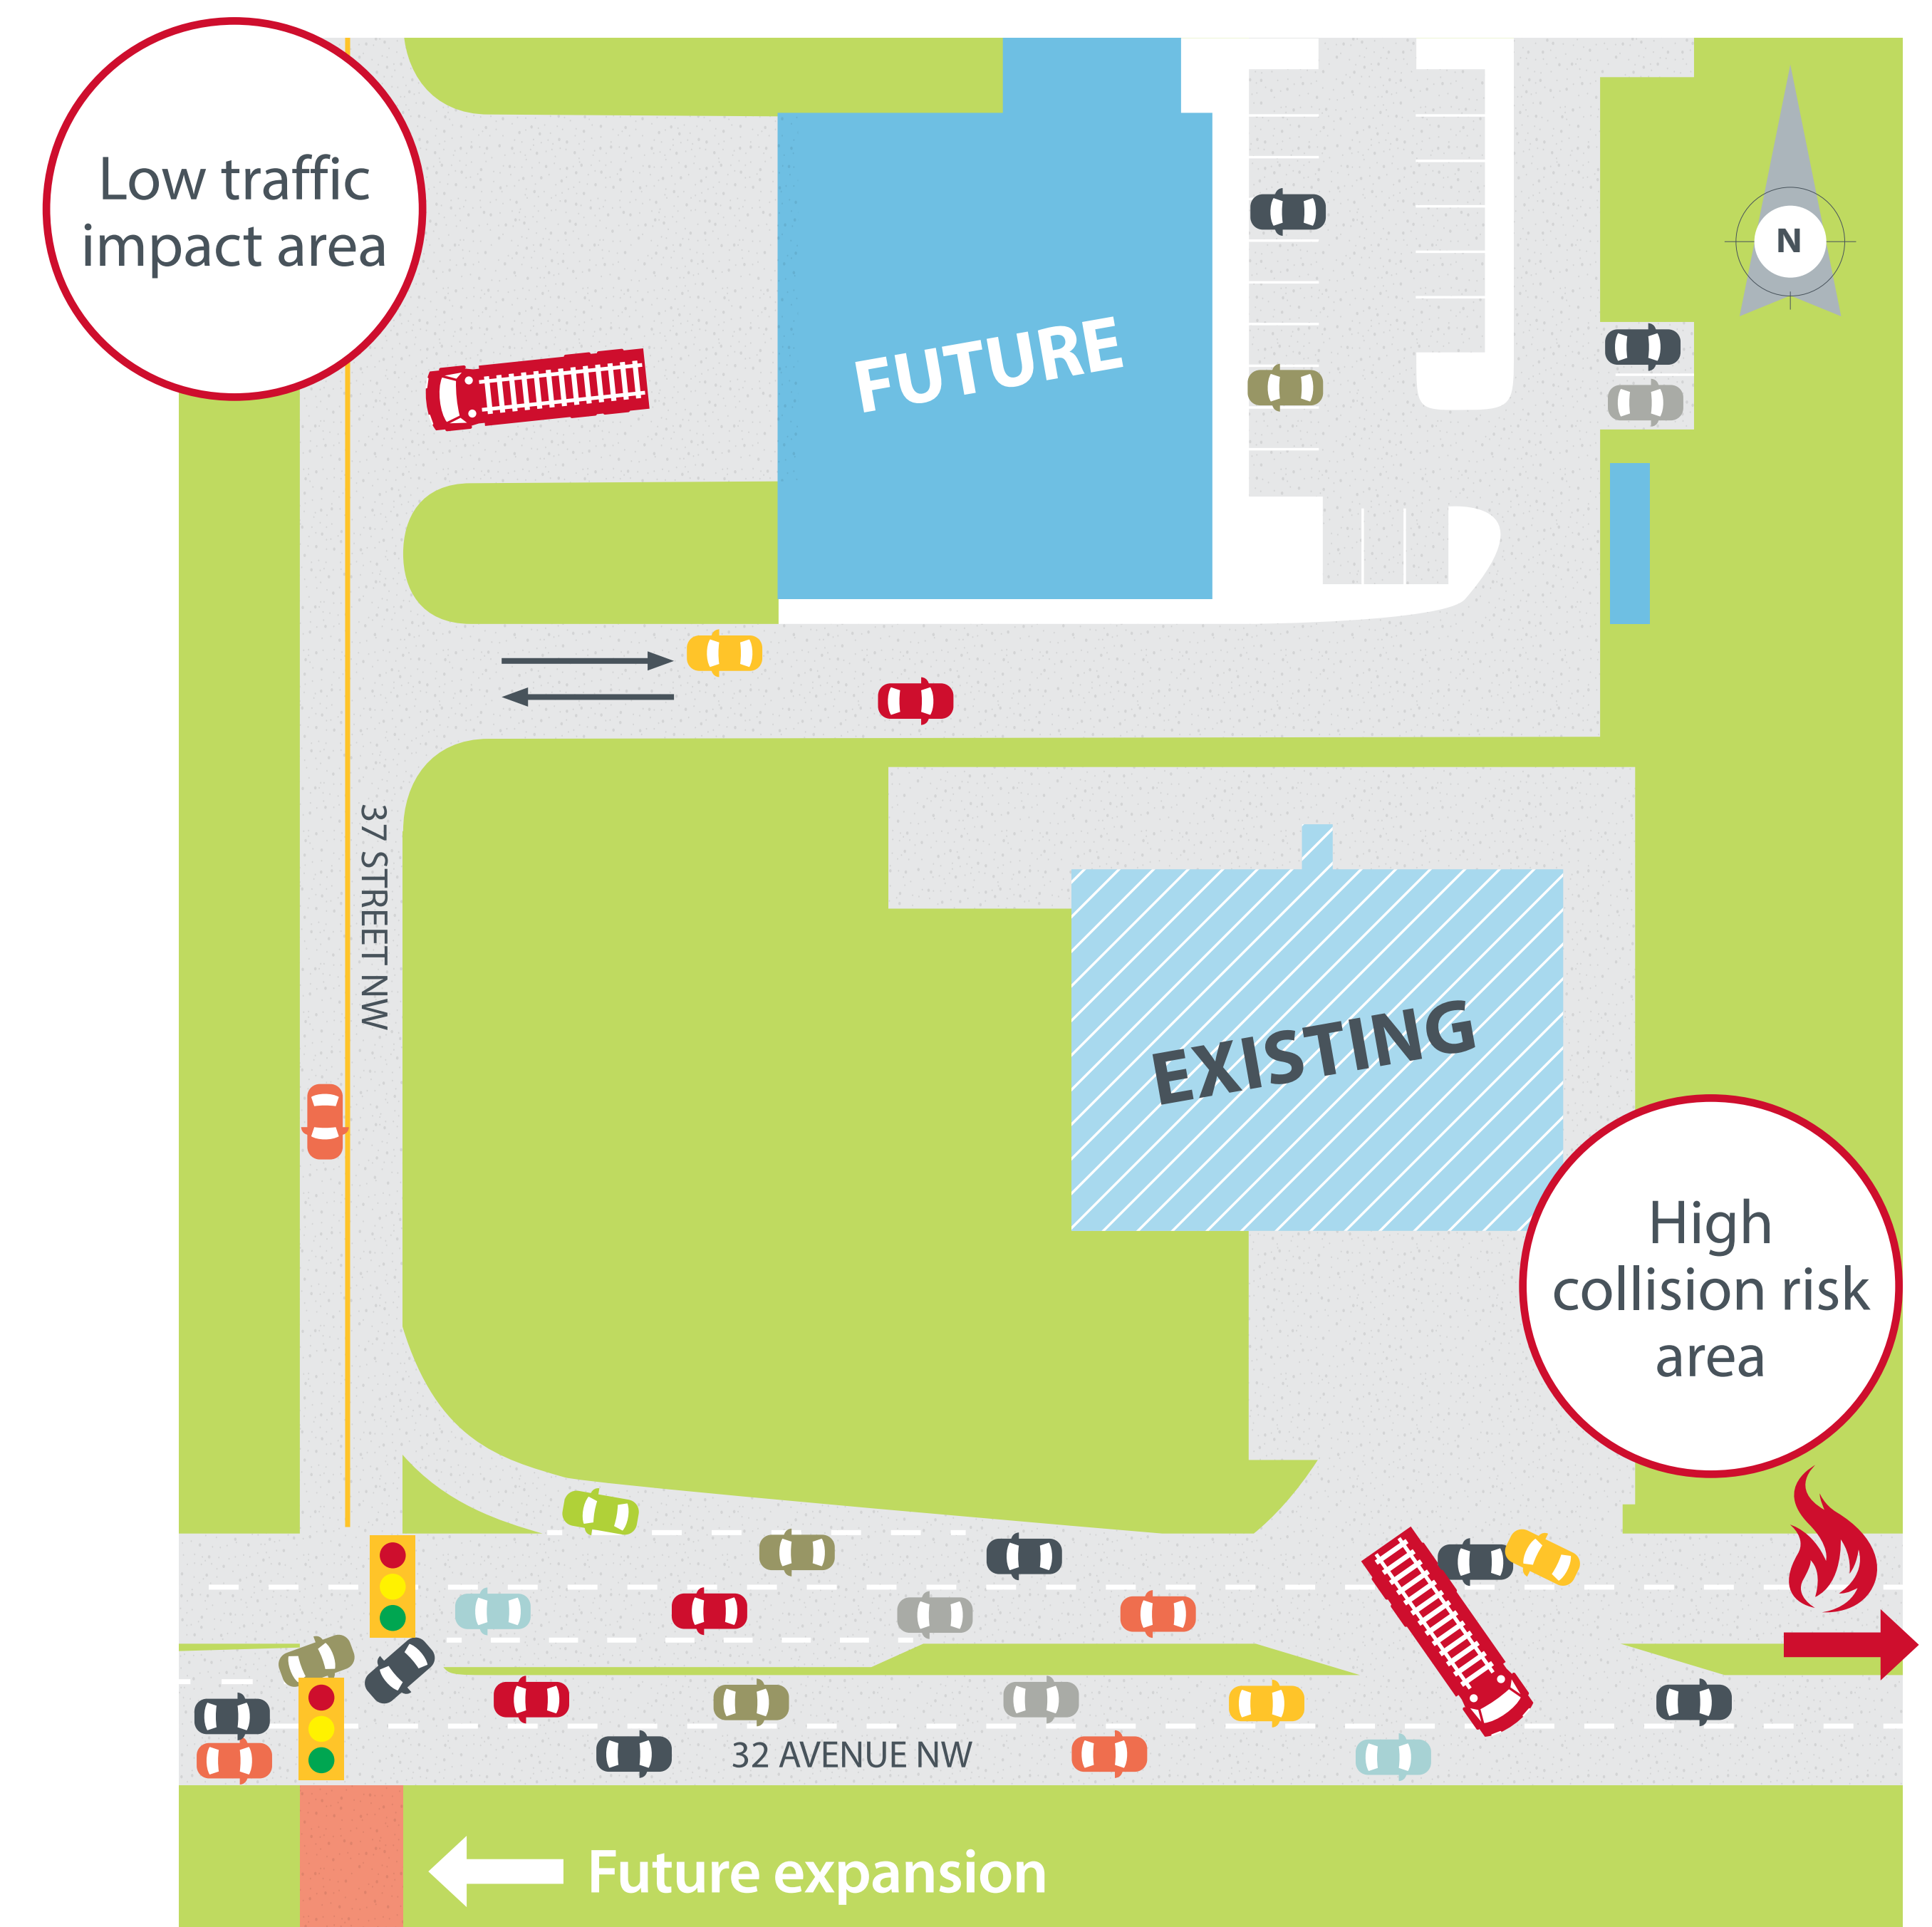 Low traffic
impact area
N
FUTURE
37 STREET NW
EXISTING
High
collision risk
area
32 AVENUE NW
Future expansion